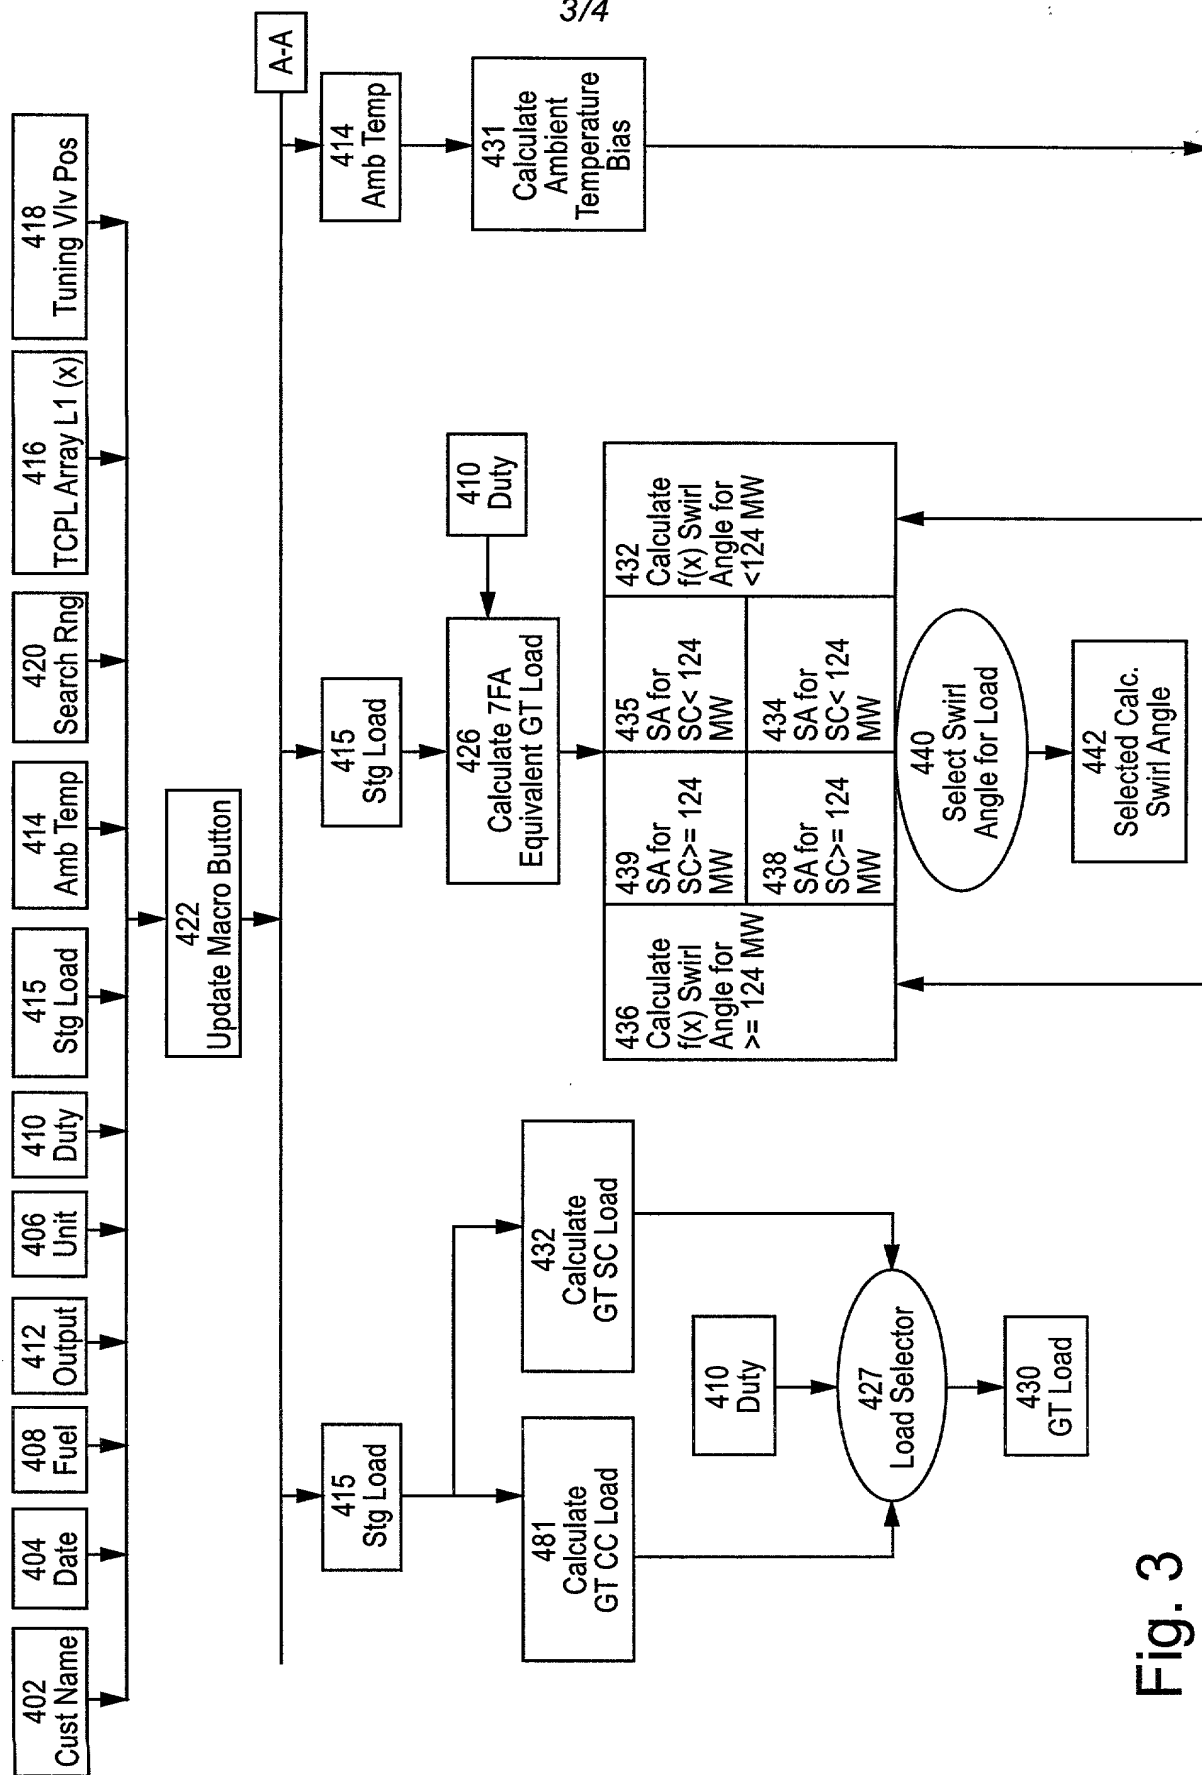 3/4
402
Cust Name
404
Date
408
Fuel
412
Output
406
Unit
410
Duty
415
Stg Load
414
Amb Temp
420
Search Rng
416
TCPL Array L1 (x)
418
Tuning Vlv Pos
422
Update Macro Button
A-A
415
Stg Load
481
Calculate
GT CC Load
432
Calculate
GT SC Load
410
Duty
427
Load Selector
430
GT Load
415
Stg Load
410
Duty
426
Calculate 7FA
Equivalent GT Load
436
Calculate
f(x) Swirl
Angle for
>= 124 MW
439
SA for
SC>= 124
MW
438
SA for
SC>= 124
MW
435
SA for
SC< 124
MW
434
SA for
SC< 124
MW
432
Calculate
f(x) Swirl
Angle for
<124 MW
440
Select Swirl
Angle for Load
442
Selected Calc.
Swirl Angle
414
Amb Temp
431
Calculate
Ambient
Temperature
Bias
Fig. 3